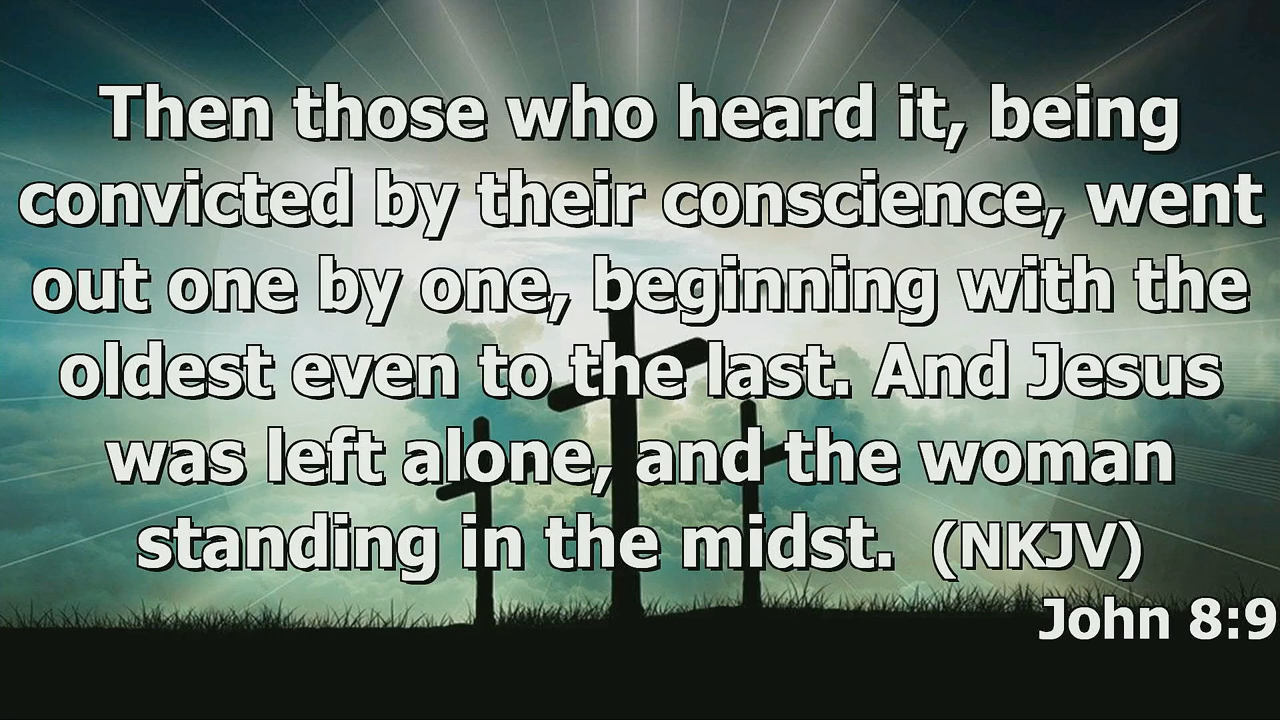 Then those who heard it, being
convicted by their conscience, went
out one by one, beginning with the
oldest even to the last. And Jesus
was left alone, and the woman
standing in the midst. (NKJV)
John 8:9